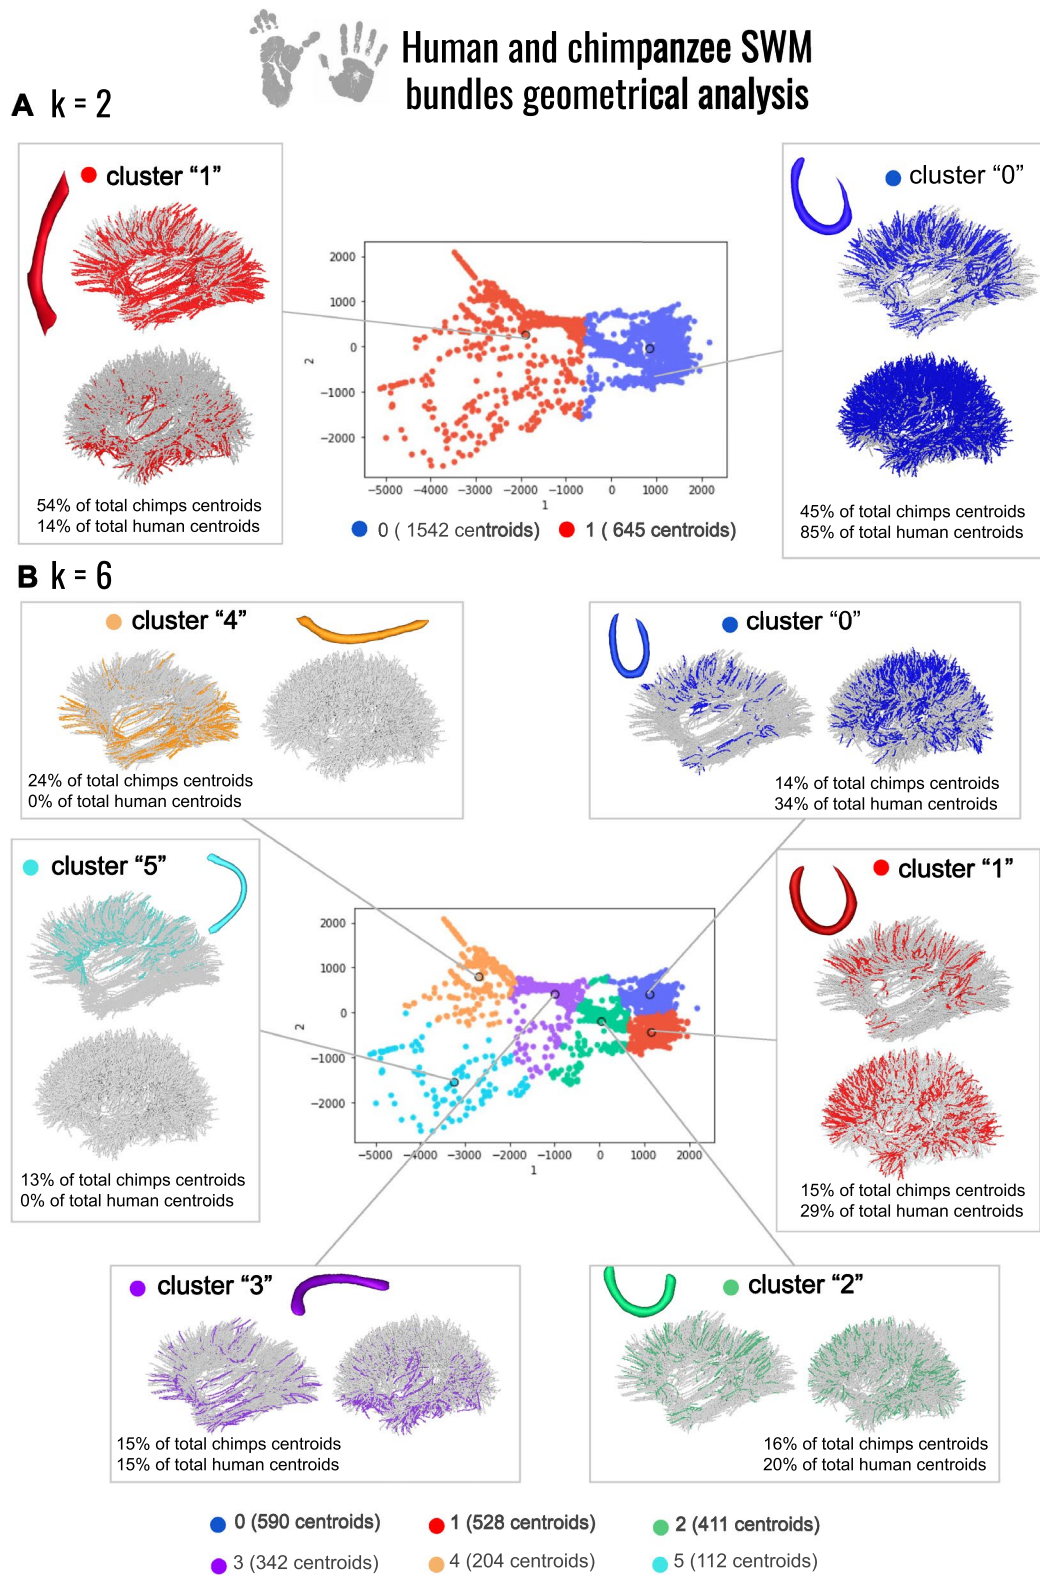 Human and chimpanzee SWM
bundles geometrical analysis
A k = 2
cluster “1”
54% of total chimps centroids
14% of total human centroids
2000
1000
0
−1000
−2000
2
−5000 −4000 −3000 −2000 −1000 0 1000 2000
1
0 ( 1542 centroids) 1 ( 645 centroids)
cluster “0”
45% of total chimps centroids
85% of total human centroids
B k = 6
cluster “4”
24% of total chimps centroids
0% of total human centroids
cluster “0”
14% of total chimps centroids
34% of total human centroids
cluster “5”
13% of total chimps centroids
0% of total human centroids
2000
1000
0
−1000
−2000
2
−5000 −4000 −3000 −2000 −1000 0 1000 2000
1
cluster “1”
15% of total chimps centroids
29% of total human centroids
cluster “3”
15% of total chimps centroids
15% of total human centroids
cluster “2”
16% of total chimps centroids
20% of total human centroids
0 (590 centroids) 1 (528 centroids) 2 (411 centroids)
3 (342 centroids) 4 (204 centroids) 5 (112 centroids)